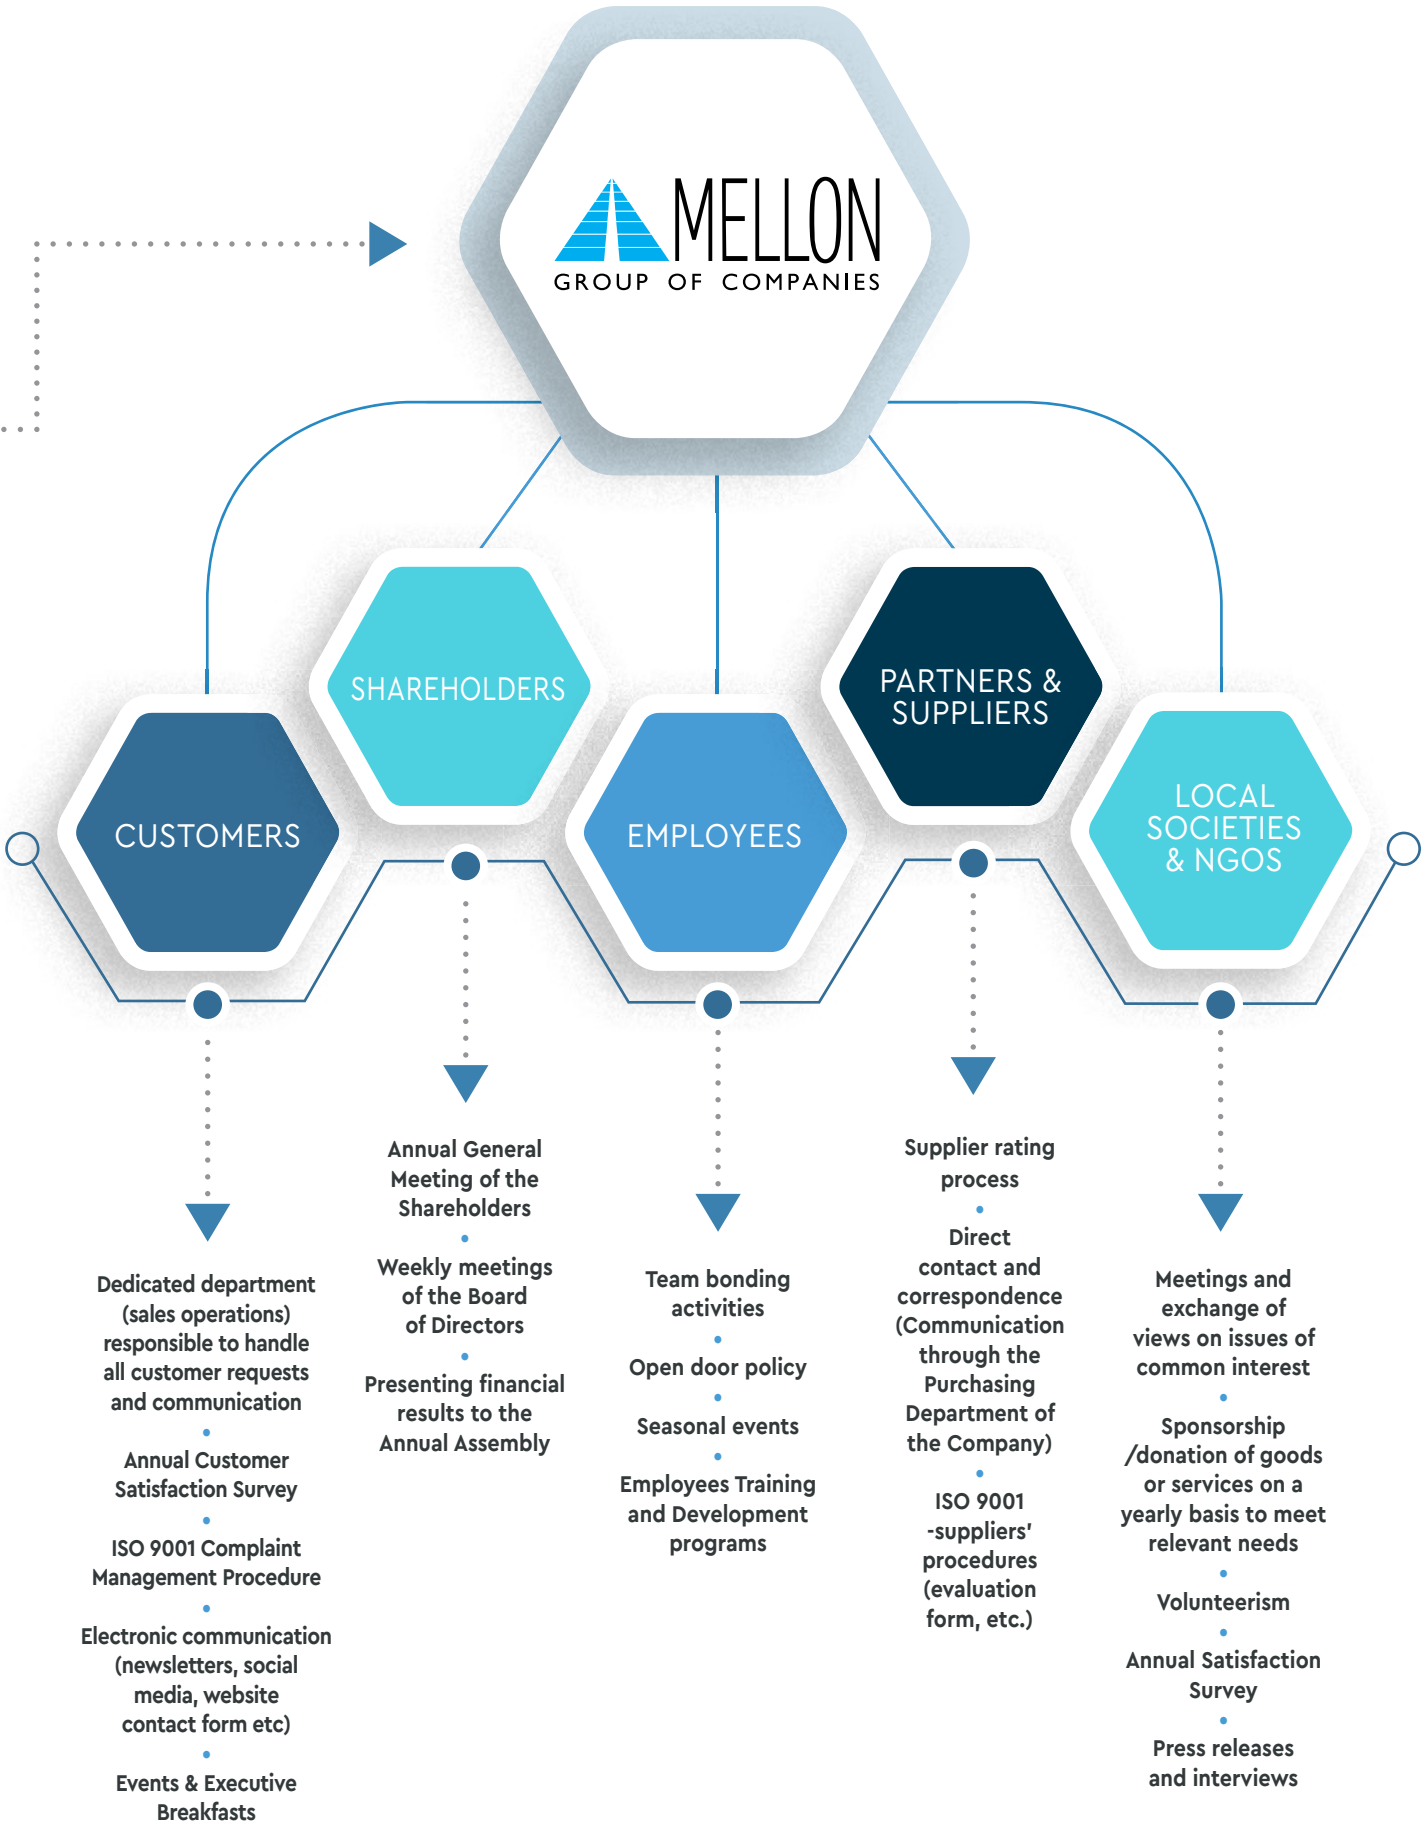 MELLON
GROUP OF COMPANIES
CUSTOMERS
SHAREHOLDERS
EMPLOYEES
PARTNERS &
SUPPLIERS
LOCAL
SOCIETIES
& NGOS
Dedicated department
(sales operations)
responsible to handle
all customer requests
and communication
•
Annual Customer
Satisfaction Survey
•
ISO 9001 Complaint
Management Procedure
•
Electronic communication
(newsletters, social
media, website
contact form etc)
•
Events & Executive
Breakfasts
Annual General
Meeting of the
Shareholders
•
Weekly meetings
of the Board
of Directors
•
Presenting financial
results to the
Annual Assembly
Team bonding
activities
•
Open door policy
•
Seasonal events
•
Employees Training
and Development
programs
Supplier rating
process
•
Direct
contact and
correspondence
(Communication
through the
Purchasing
Department of
the Company)
•
ISO 9001
-suppliers'
procedures
(evaluation
form, etc.)
Meetings and
exchange of
views on issues of
common interest
•
Sponsorship
/donation of goods
or services on a
yearly basis to meet
relevant needs
•
Volunteerism
•
Annual Satisfaction
Survey
•
Press releases
and interviews